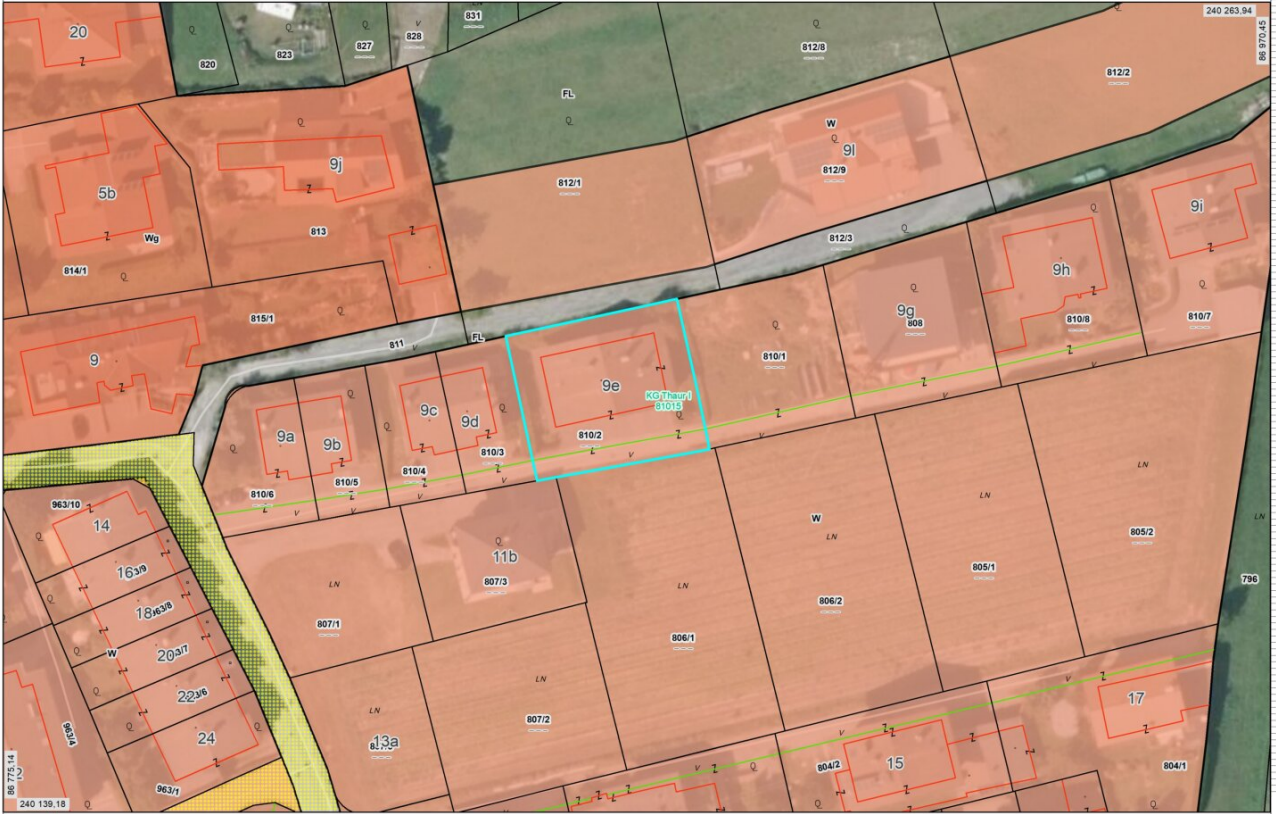 20
Q
820
823
Q
827
V
828
831
Q
812/8
240 263,94
86 970,45
812/2
FL
Q
5b
Wg
814/1
Q
Q
9j
813
W
Q
9l
812/9
812/1
812/3
Q
Q
9i
Q
810/7
9h
810/8
V
Q
9g
808
Q
815/1
Q
9
811
V
FL
Q
810/1
9e
KG Thaur I
81015
Q
810/2
V
V
V
9c
9d
Q
810/4
810/3
V
V
Q
9a
9b
Q
810/6
810/5
V
V
963/10
14
Q
16
18
20
22
24
W
Q
Q
Q
Q
963/4
963/1
Q
LN
807/1
Q
11b
807/3
LN
806/1
W
LN
806/2
LN
805/1
LN
805/2
LN
796
LN
807/2
LN
13a
V
Q
V
804/2
15
Q
V
17
804/1
Q
86 775,14
240 139,18